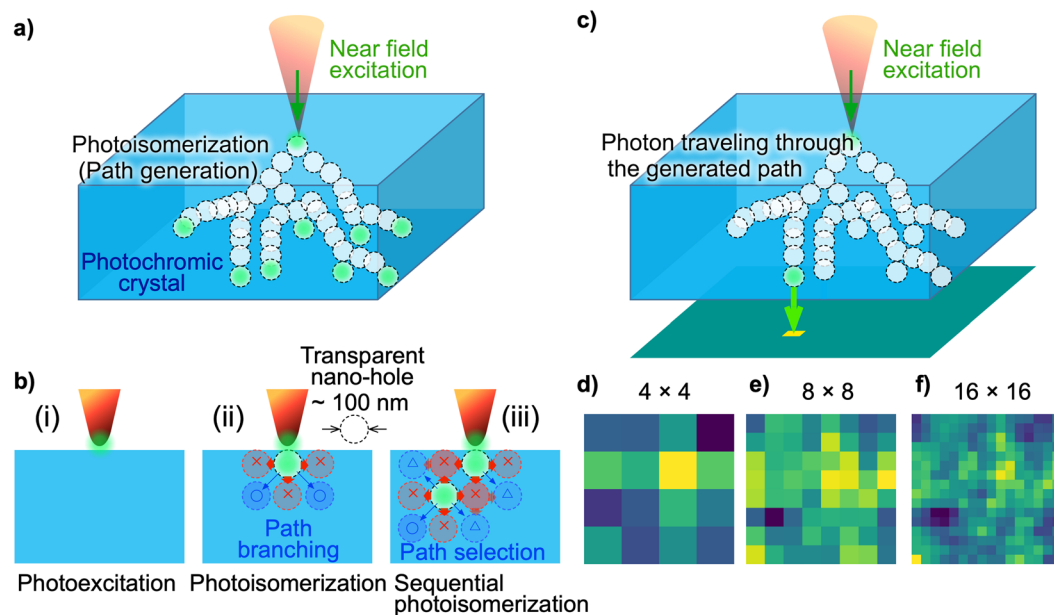 a)
Near field
excitation
Photoisomerization
(Path generation)
Photochromic
crystal
c)
Near field
excitation
Photon traveling through
the generated path
b)
(i)
Photoexcitation
Transparent
nano-hole
~ 100 nm
(ii)
× ×
○ × ○
Path
branching
Photoisomerization
(iii)
△ × ×
× × △
○ × △
Path selection
Sequential
photoisomerization
d)
4 × 4
e)
8 × 8
f)
16 × 16